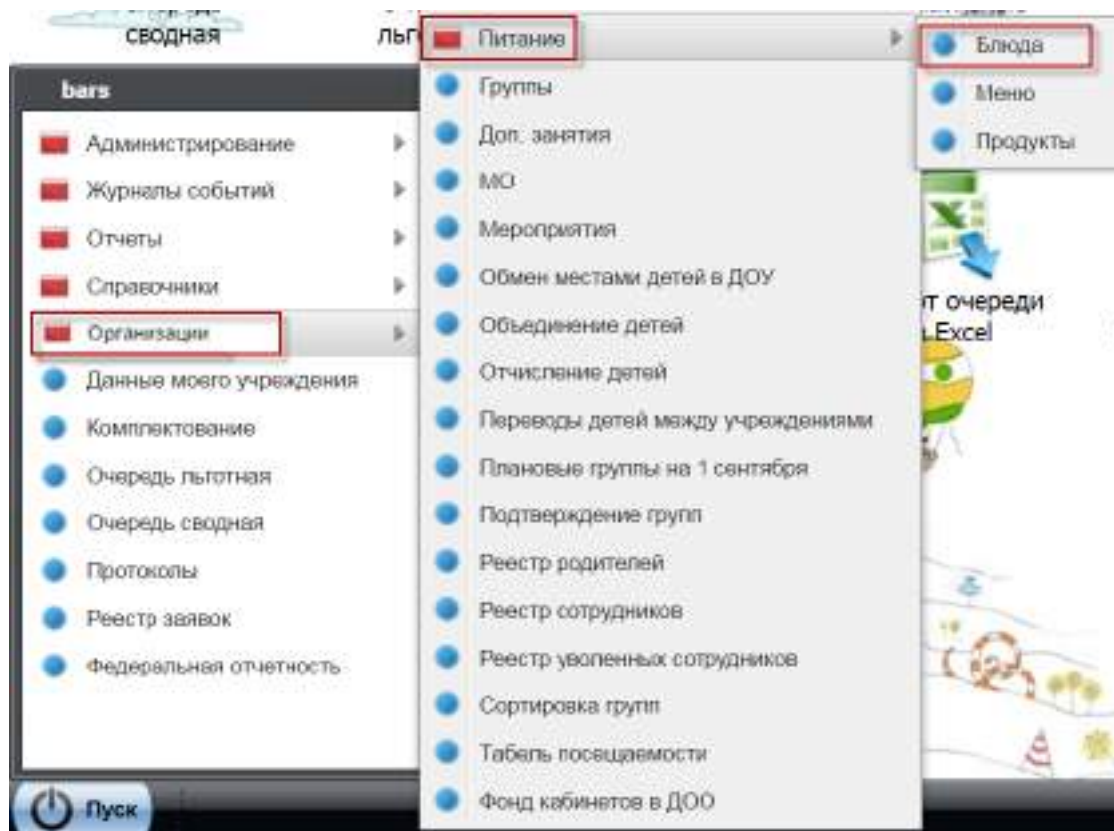 сводная
bars
Администрирование
Журналы событий
Отчеты
Справочники
Организации
Данные моего учреждения
Комплектование
Очередь льготная
Очередь сводная
Протоколы
Реестр заявок
Федеральная отчетность
Пуск
Питание
Группы
Доп. занятия
МО
Мероприятия
Обмен местами детей в ДОУ
Объединение детей
Отчисление детей
Переводы детей между учреждениями
Плановые группы на 1 сентября
Подтверждение групп
Реестр родителей
Реестр сотрудников
Реестр уволенных сотрудников
Сортировка групп
Табель посещаемости
Фонд кабинетов в ДОО
Блюда
Меню
Продукты
очереди
Excel